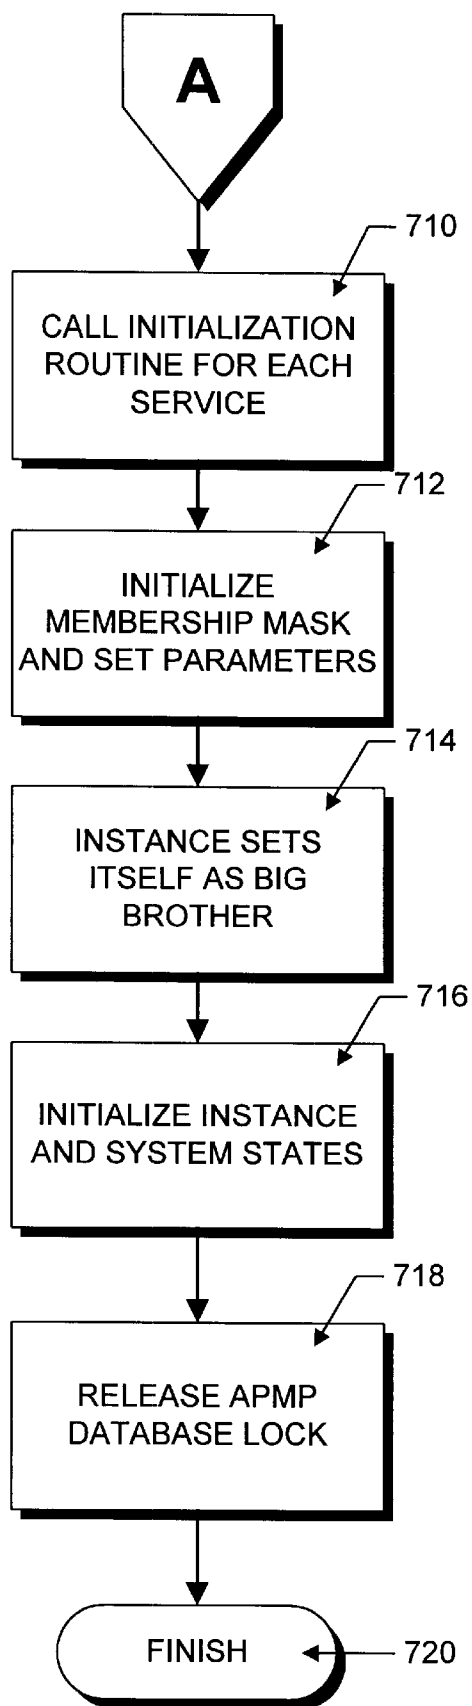 A
710
CALL INITIALIZATION
ROUTINE FOR EACH
SERVICE
712
INITIALIZE
MEMBERSHIP MASK
AND SET PARAMETERS
714
INSTANCE SETS
ITSELF AS BIG
BROTHER
716
INITIALIZE INSTANCE
AND SYSTEM STATES
718
RELEASE APMP
DATABASE LOCK
FINISH
720